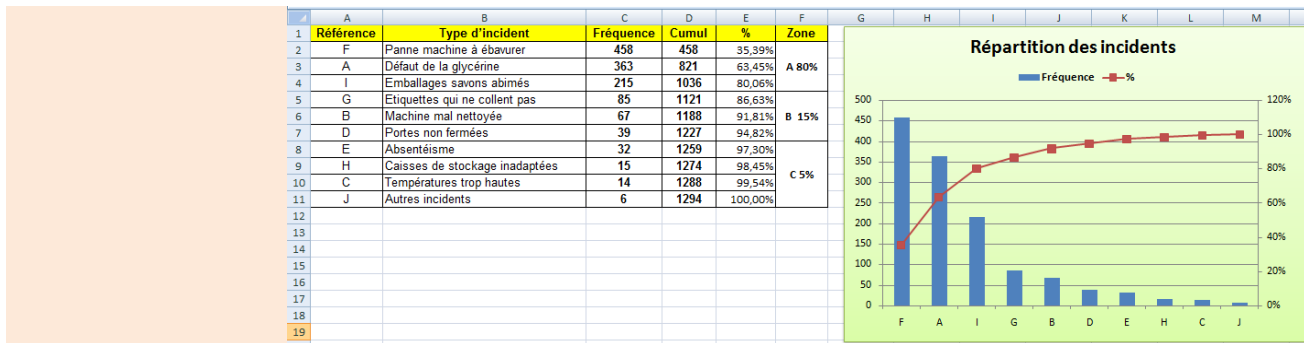 A B C D E F G H I J K L M
1 Référence Type d'incident Fréquence Cumul % Zone
2 F Panne machine à ébavurer 458 458 35,39%
3 A Défaut de la glycérine 363 821 63,45% A 80%
4 I Emballages savons abimés 215 1036 80,06%
5 G Etiquettes qui ne collent pas 85 1121 86,63%
6 B Machine mal nettoyée 67 1188 91,81% B 15%
7 D Portes non fermées 39 1227 94,82%
8 E Absentéisme 32 1259 97,30%
9 H Caisses de stockage inadaptées 15 1274 98,45%
C 5%
10 C Températures trop hautes 14 1288 99,54%
11 J Autres incidents 6 1294 100,00%
12
13
14
15
16
17
18
19
Répartition des incidents
Fréquence %
500 120%
450
400 100%
350
300 80%
250 60%
200
150 40%
100
50 20%
0 0%
F A I G B D E H C J